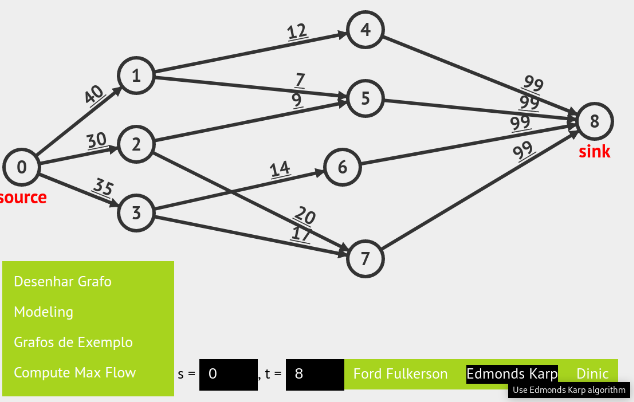 4
12
99
1
7
5
99
40
9
99
8
sink
30
2
99
0
source
14
6
35
3
20
17
7
Desenhar Grafo
Modeling
Grafos de Exemplo
Compute Max Flow
s = 0 , t = 8 Ford Fulkerson Edmonds Karp Dinic
Use Edmonds Karp algorithm